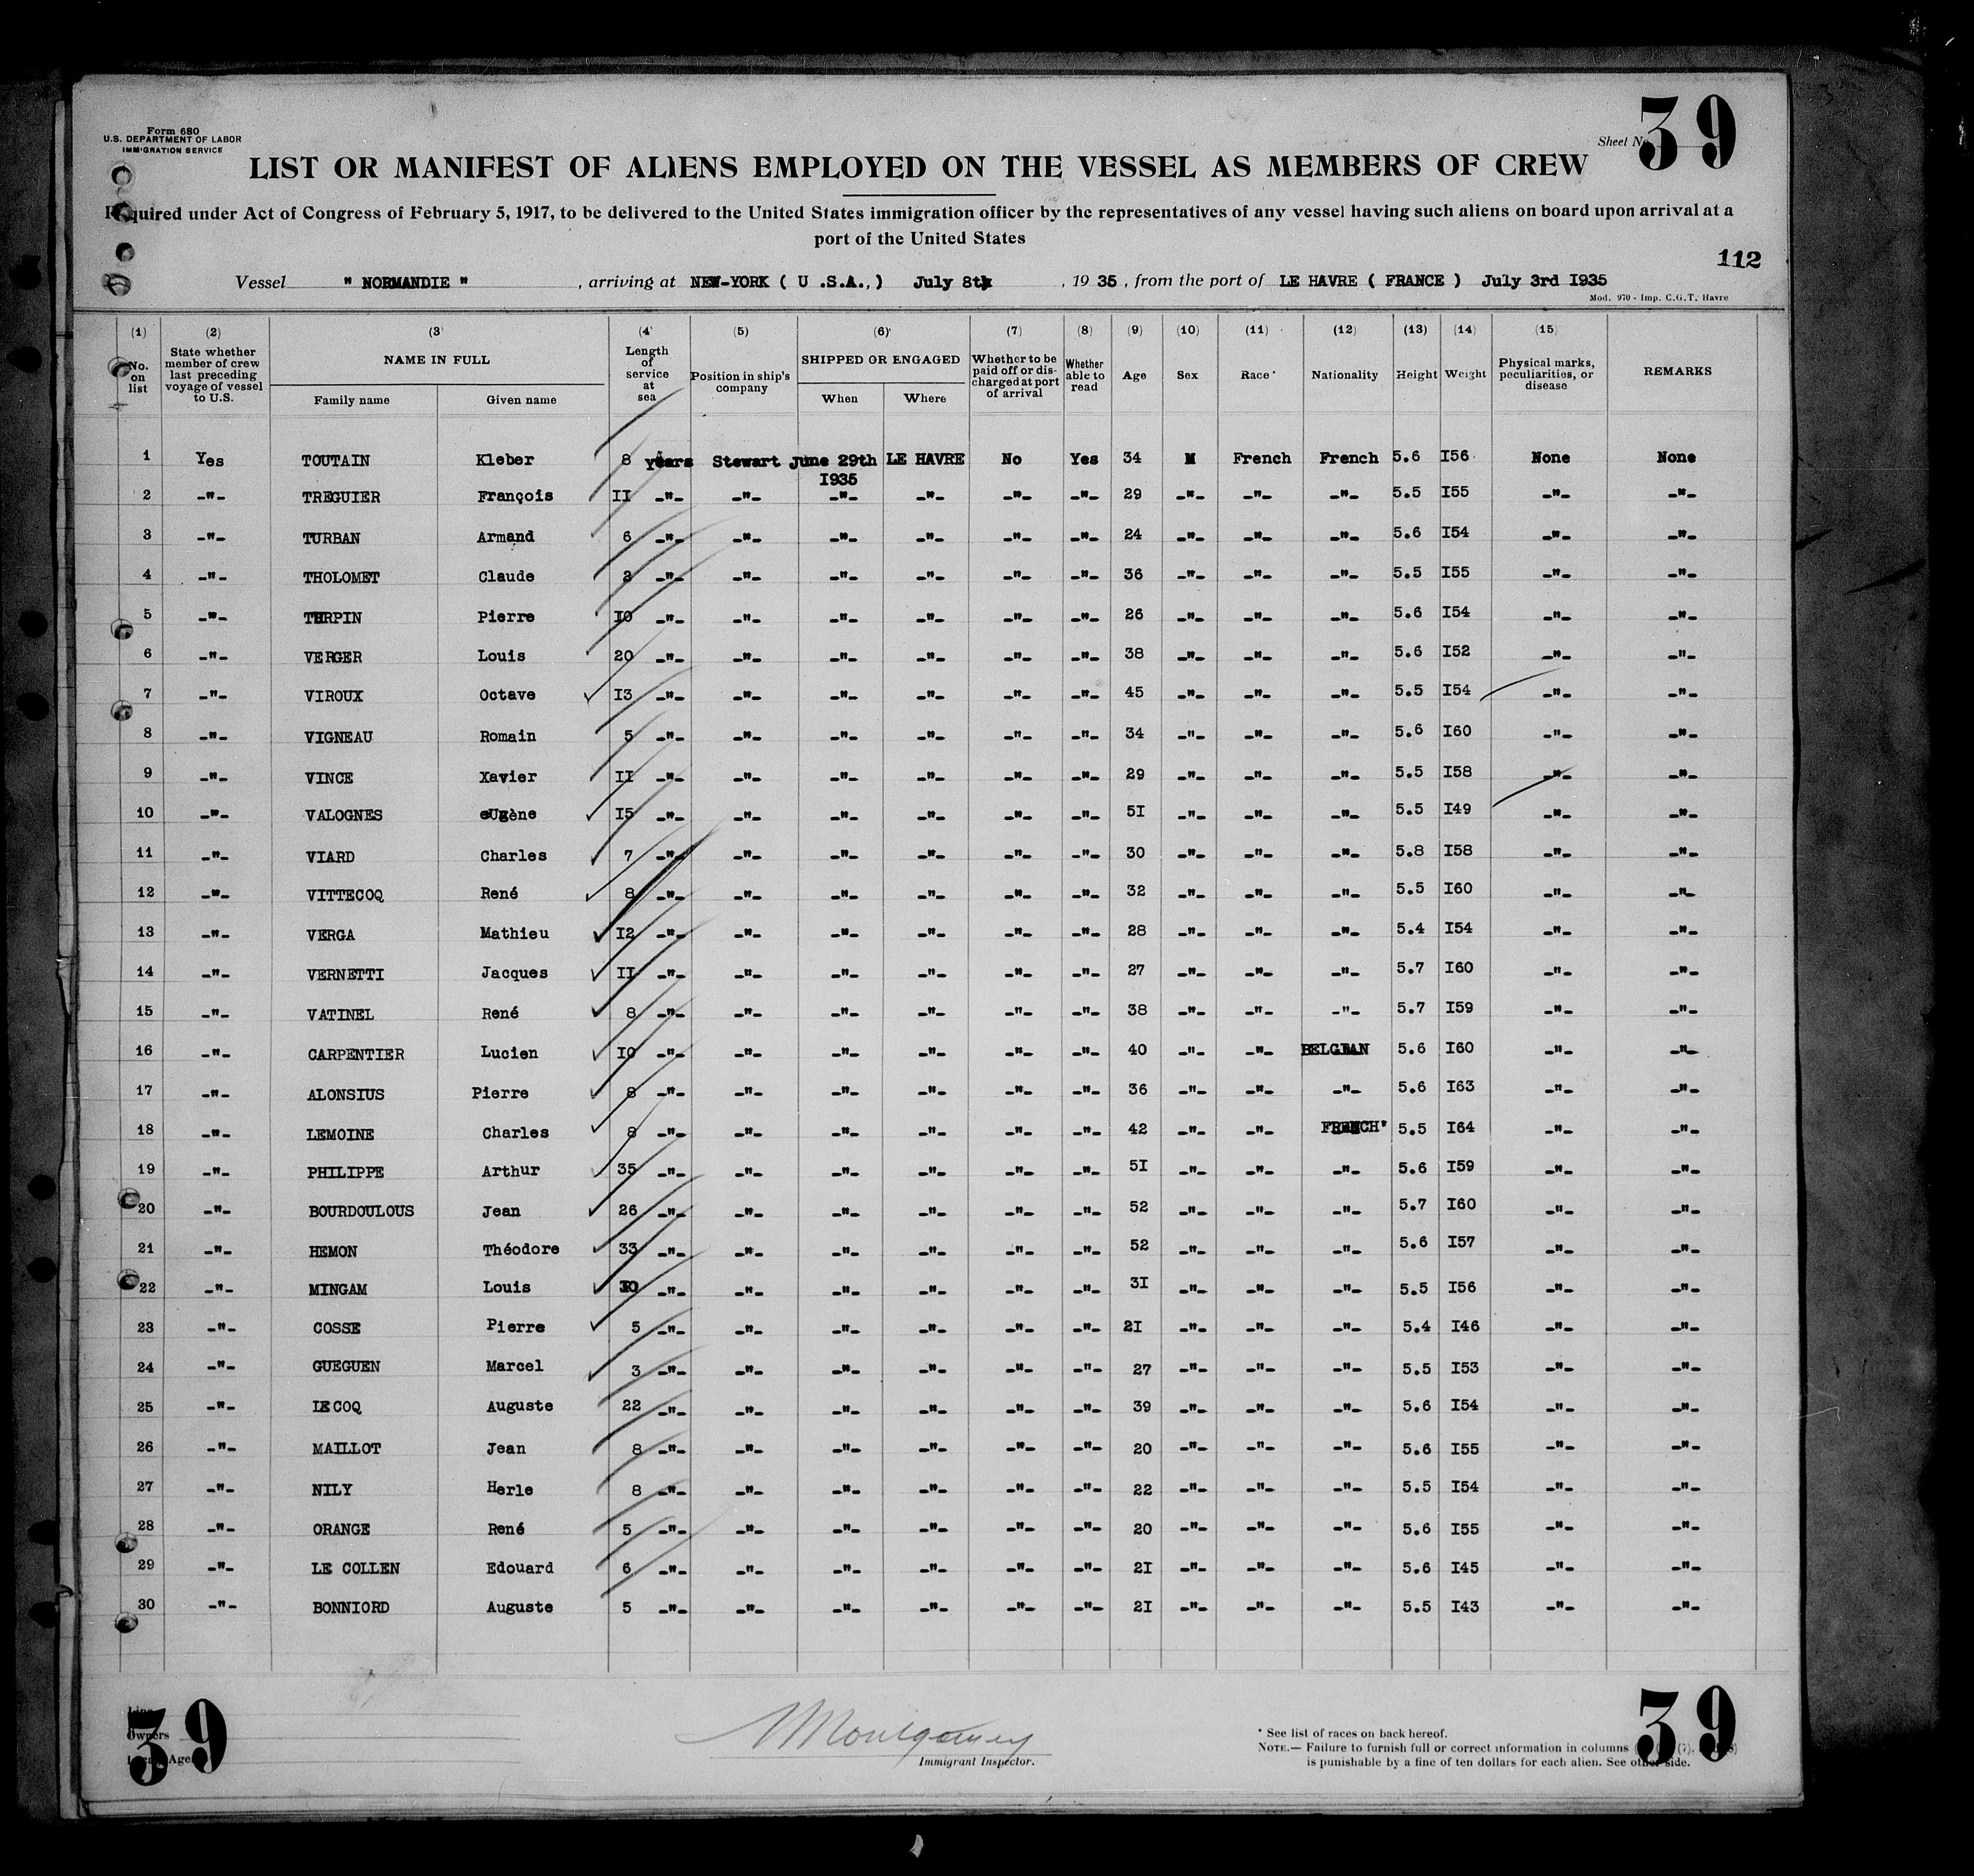 Form 680
U.S. DEPARTMENT OF LABOR
IMMIGRATION SERVICE
Sheet No. 39
LIST OR MANIFEST OF ALIENS EMPLOYED ON THE VESSEL AS MEMBERS OF CREW
Required under Act of Congress of February 5, 1917, to be delivered to the United States immigration officer by the representatives of any vessel having such aliens on board upon arrival at a
port of the United States
112
Vessel " NORMANDIE " , arriving at NEW-YORK ( U .S.A., ) July 8th , 19 35 , from the port of LE HAVRE ( FRANCE ) July 3rd I935
Mod. 970 - Imp. C.G.T. Havre
(1) (2) (3) (4) (5) (6) (7) (8) (9) (10) (11) (12) (13) (14) (15)
No. on list State whether member of crew last preceding voyage of vessel to U.S. NAME IN FULL Length of service at sea Position in ship's company SHIPPED OR ENGAGED Whether to be paid off or discharged at port of arrival Whether able to read Age Sex Race* Nationality Height Weight Physical marks, peculiarities, or disease REMARKS
Family name Given name When Where
1 Yes TOUTAIN Kleber 8 years Stewart June 29th I935 LE HAVRE No Yes 34 M French French 5.6 I56 None None
2 -"- TREGUIER François II -"- -"- -"- -"- -"- -"- 29 -"- -"- -"- 5.5 I55 -"- -"-
3 -"- TURBAN Armand 6 -"- -"- -"- -"- -"- -"- 24 -"- -"- -"- 5.6 I54 -"- -"-
4 -"- THOLOMET Claude 2 -"- -"- -"- -"- -"- -"- 36 -"- -"- -"- 5.5 I55 -"- -"-
5 -"- Pierre I0 -"- -"- -"- -"- -"- -"- 26 -"- -"- -"- 5.6 I54 -"- -"-
6 -"- VERGER Louis 20 -"- -"- -"- -"- -"- -"- 38 -"- -"- -"- 5.6 I52 -"- -"-
7 -"- VIROUX Octave I3 -"- -"- -"- -"- -"- -"- 45 -"- -"- -"- 5.5 I54 -"- -"-
8 -"- VIGNEAU Romain 5 -"- -"- -"- -"- -"- -"- 34 -"- -"- -"- 5.6 I60 -"- -"-
9 -"- VINCE Xavier II -"- -"- -"- -"- -"- -"- 29 -"- -"- -"- 5.5 I58 -"- -"-
10 -"- VALOGNES eUgène I5 -"- -"- -"- -"- -"- -"- 5I -"- -"- -"- 5.5 I49 -"- -"-
11 -"- VIARD Charles 7 -"- -"- -"- -"- -"- -"- 30 -"- -"- -"- 5.8 I58 -"- -"-
12 -"- VITTECOQ René 8 -"- -"- -"- -"- -"- -"- 32 -"- -"- -"- 5.5 I60 -"- -"-
13 -"- VERGA Mathieu I2 -"- -"- -"- -"- -"- -"- 28 -"- -"- -"- 5.4 I54 -"- -"-
14 -"- VERNETTI Jacques II -"- -"- -"- -"- -"- -"- 27 -"- -"- -"- 5.7 I60 -"- -"-
15 -"- VATINEL René 8 -"- -"- -"- -"- -"- -"- 38 -"- -"- -"- 5.7 I59 -"- -"-
16 -"- CARPENTIER Lucien I0 -"- -"- -"- -"- -"- -"- 40 -"- -"- BELGIAN 5.6 I60 -"- -"-
17 -"- ALONSIUS Pierre 8 -"- -"- -"- -"- -"- -"- 36 -"- -"- -"- 5.6 I63 -"- -"-
18 -"- LEMOINE Charles 8 -"- -"- -"- -"- -"- -"- 42 -"- -"- FRENCH" 5.5 I64 -"- -"-
19 -"- PHILIPPE Arthur 35 -"- -"- -"- -"- -"- -"- 5I -"- -"- -"- 5.6 I59 -"- -"-
20 -"- BOURDOULOUS Jean 26 -"- -"- -"- -"- -"- -"- 52 -"- -"- -"- 5.7 I60 -"- -"-
21 -"- HEMON Théodore 33 -"- -"- -"- -"- -"- -"- 52 -"- -"- -"- 5.6 I57 -"- -"-
22 -"- MINGAM Louis -"- -"- -"- -"- -"- -"- 3I -"- -"- -"- 5.5 I56 -"- -"-
23 -"- COSSE Pierre 5 -"- -"- -"- -"- -"- -"- 2I -"- -"- -"- 5.4 I46 -"- -"-
24 -"- GUEGUEN Marcel 3 -"- -"- -"- -"- -"- -"- 27 -"- -"- -"- 5.5 I53 -"- -"-
25 -"- LE COQ Auguste 22 -"- -"- -"- -"- -"- -"- 39 -"- -"- -"- 5.6 I54 -"- -"-
26 -"- MAILLOT Jean 8 -"- -"- -"- -"- -"- -"- 20 -"- -"- -"- 5.6 I55 -"- -"-
27 -"- NILY Herle 8 -"- -"- -"- -"- -"- -"- 22 -"- -"- -"- 5.5 I54 -"- -"-
28 -"- ORANGE René 5 -"- -"- -"- -"- -"- -"- 20 -"- -"- -"- 5.6 I55 -"- -"-
29 -"- LE COLLEN Edouard 6 -"- -"- -"- -"- -"- -"- 2I -"- -"- -"- 5.6 I45 -"- -"-
30 -"- BONNIORD Auguste 5 -"- -"- -"- -"- -"- -"- 2I -"- -"- -"- 5.5 I43 -"- -"-
Line
Owners
39
Montgomery
Immigrant Inspector.
* See list of races on back hereof.
NOTE.— Failure to furnish full or correct information in columns
is punishable by a fine of ten dollars for each alien. See other side.
39